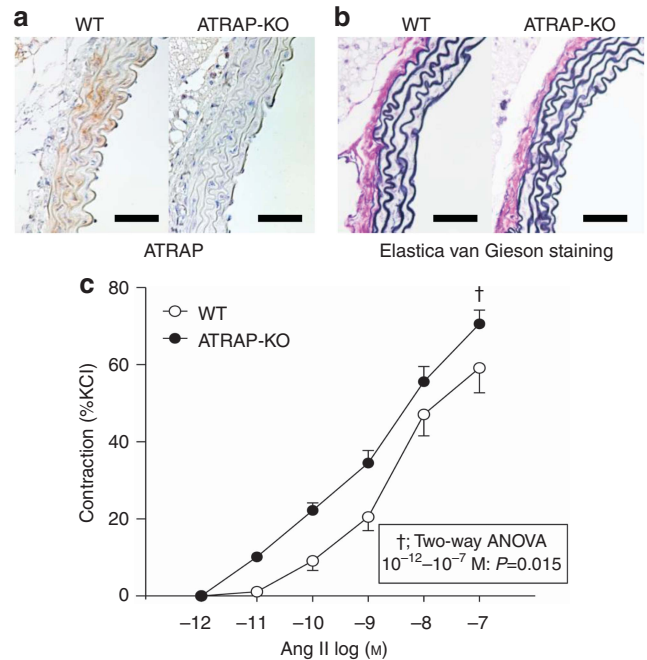 a
WT
ATRAP-KO
ATRAP
b
WT
ATRAP-KO
Elastica van Gieson staining
c
WT
ATRAP-KO
Contraction (%KCI)
80
60
40
20
0
†
†; Two-way ANOVA
10⁻¹²–10⁻⁷ M: P=0.015
–12 –11 –10 –9 –8 –7
Ang II log (M)